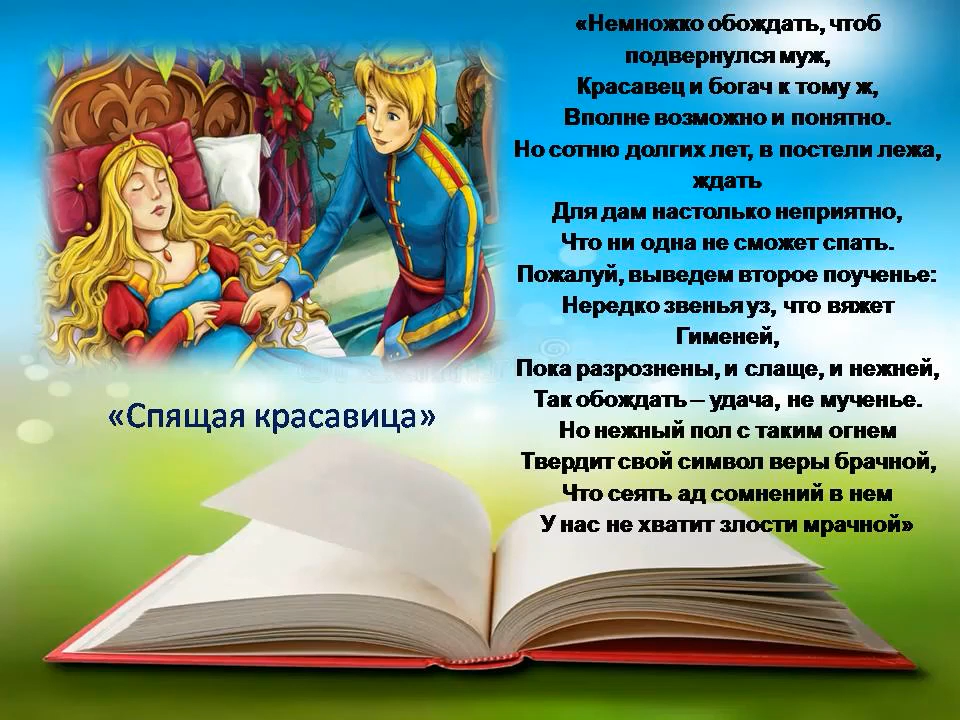 «Немножко обождать, чтоб
подвернулся муж,
Красавец и богач к тому ж,
Вполне возможно и понятно.
Но сотню долгих лет, в постели лежа,
ждать
Для дам настолько неприятно,
Что ни одна не сможет спать.
Пожалуй, выведем второе поученье:
Нередко звенья уз, что вяжет
Гименей,
Пока разрознены, и слаще, и нежней,
Так обождать – удача, не мученье.
Но нежный пол с таким огнем
Твердит свой символ веры брачной,
Что сеять ад сомнений в нем
У нас не хватит злости мрачной»
«Спящая красавица»